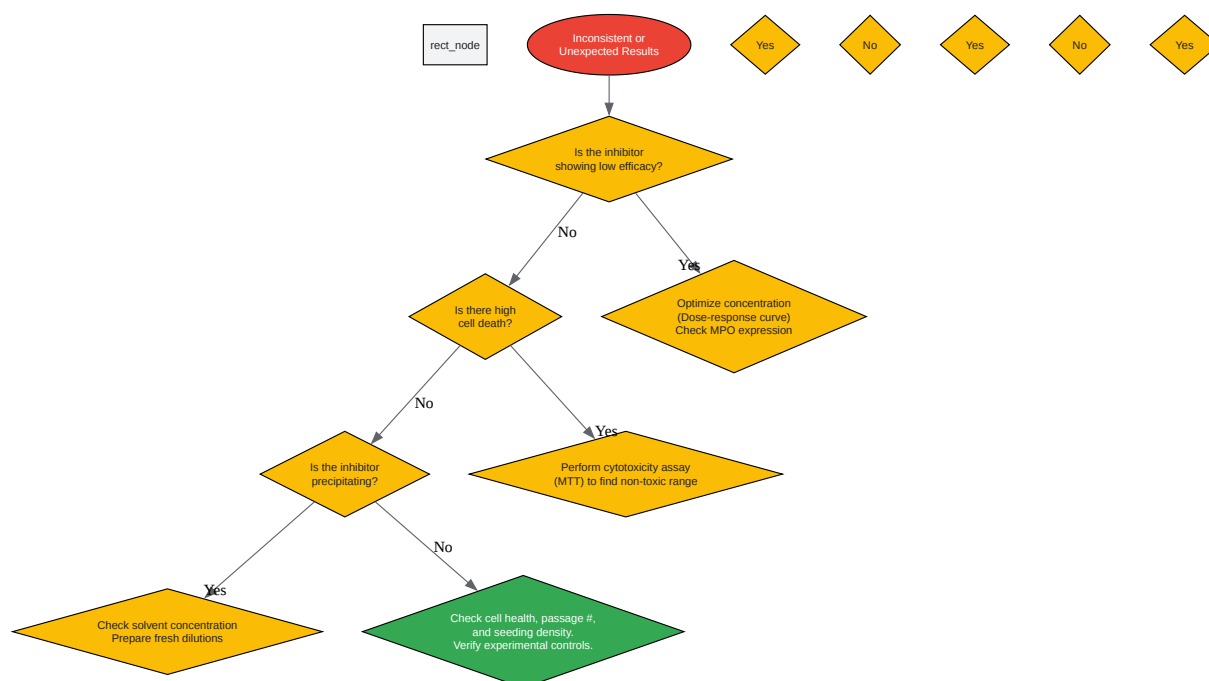 rect_node
Inconsistent or
Unexpected Results
Yes
No
Yes
No
Yes
Is the inhibitor
showing low efficacy?
No
Yes
Is there high
cell death?
Optimize concentration
(Dose-response curve)
Check MPO expression
No
Yes
Is the inhibitor
precipitating?
Perform cytotoxicity assay
(MTT) to find non-toxic range
Yes
No
Check solvent concentration
Prepare fresh dilutions
Check cell health, passage #,
and seeding density.
Verify experimental controls.